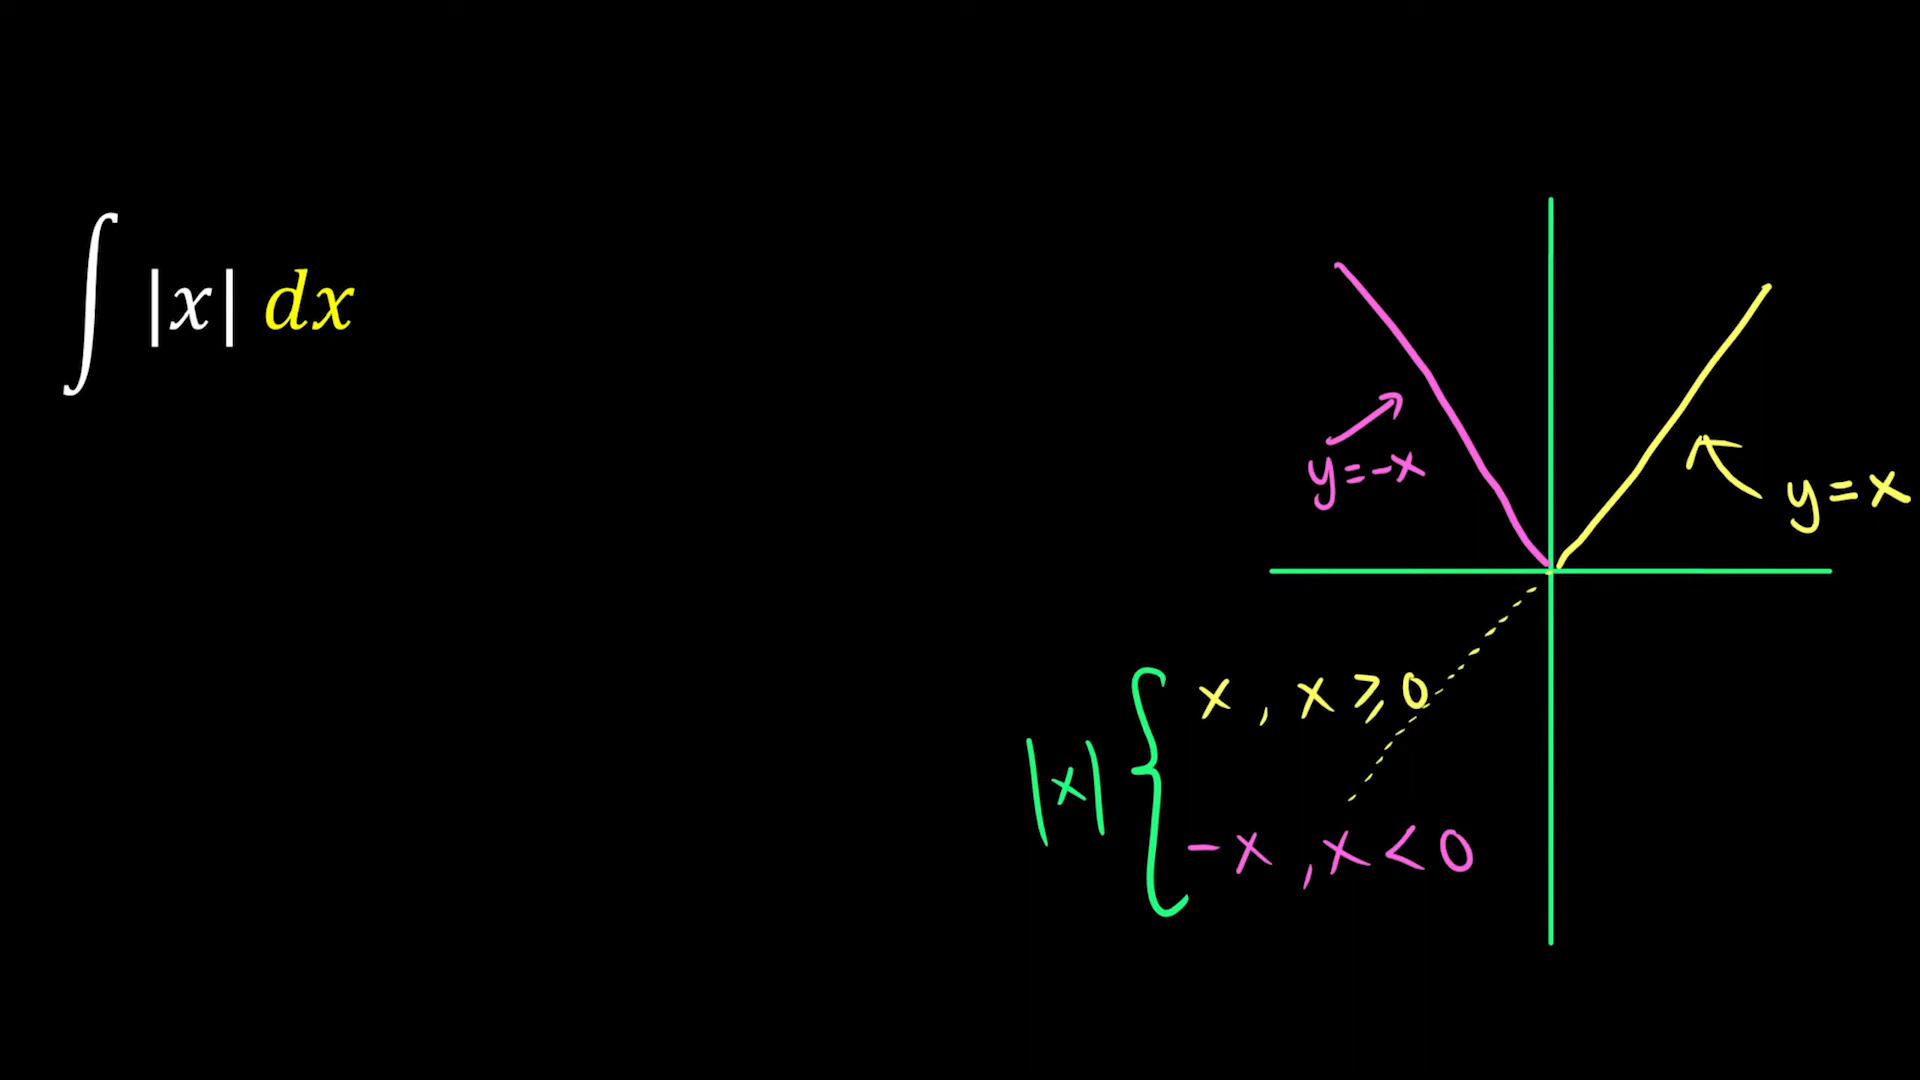 ∫ |x| dx
y=-x
y=x
|x| { x , x ⩾ 0
-x , x < 0